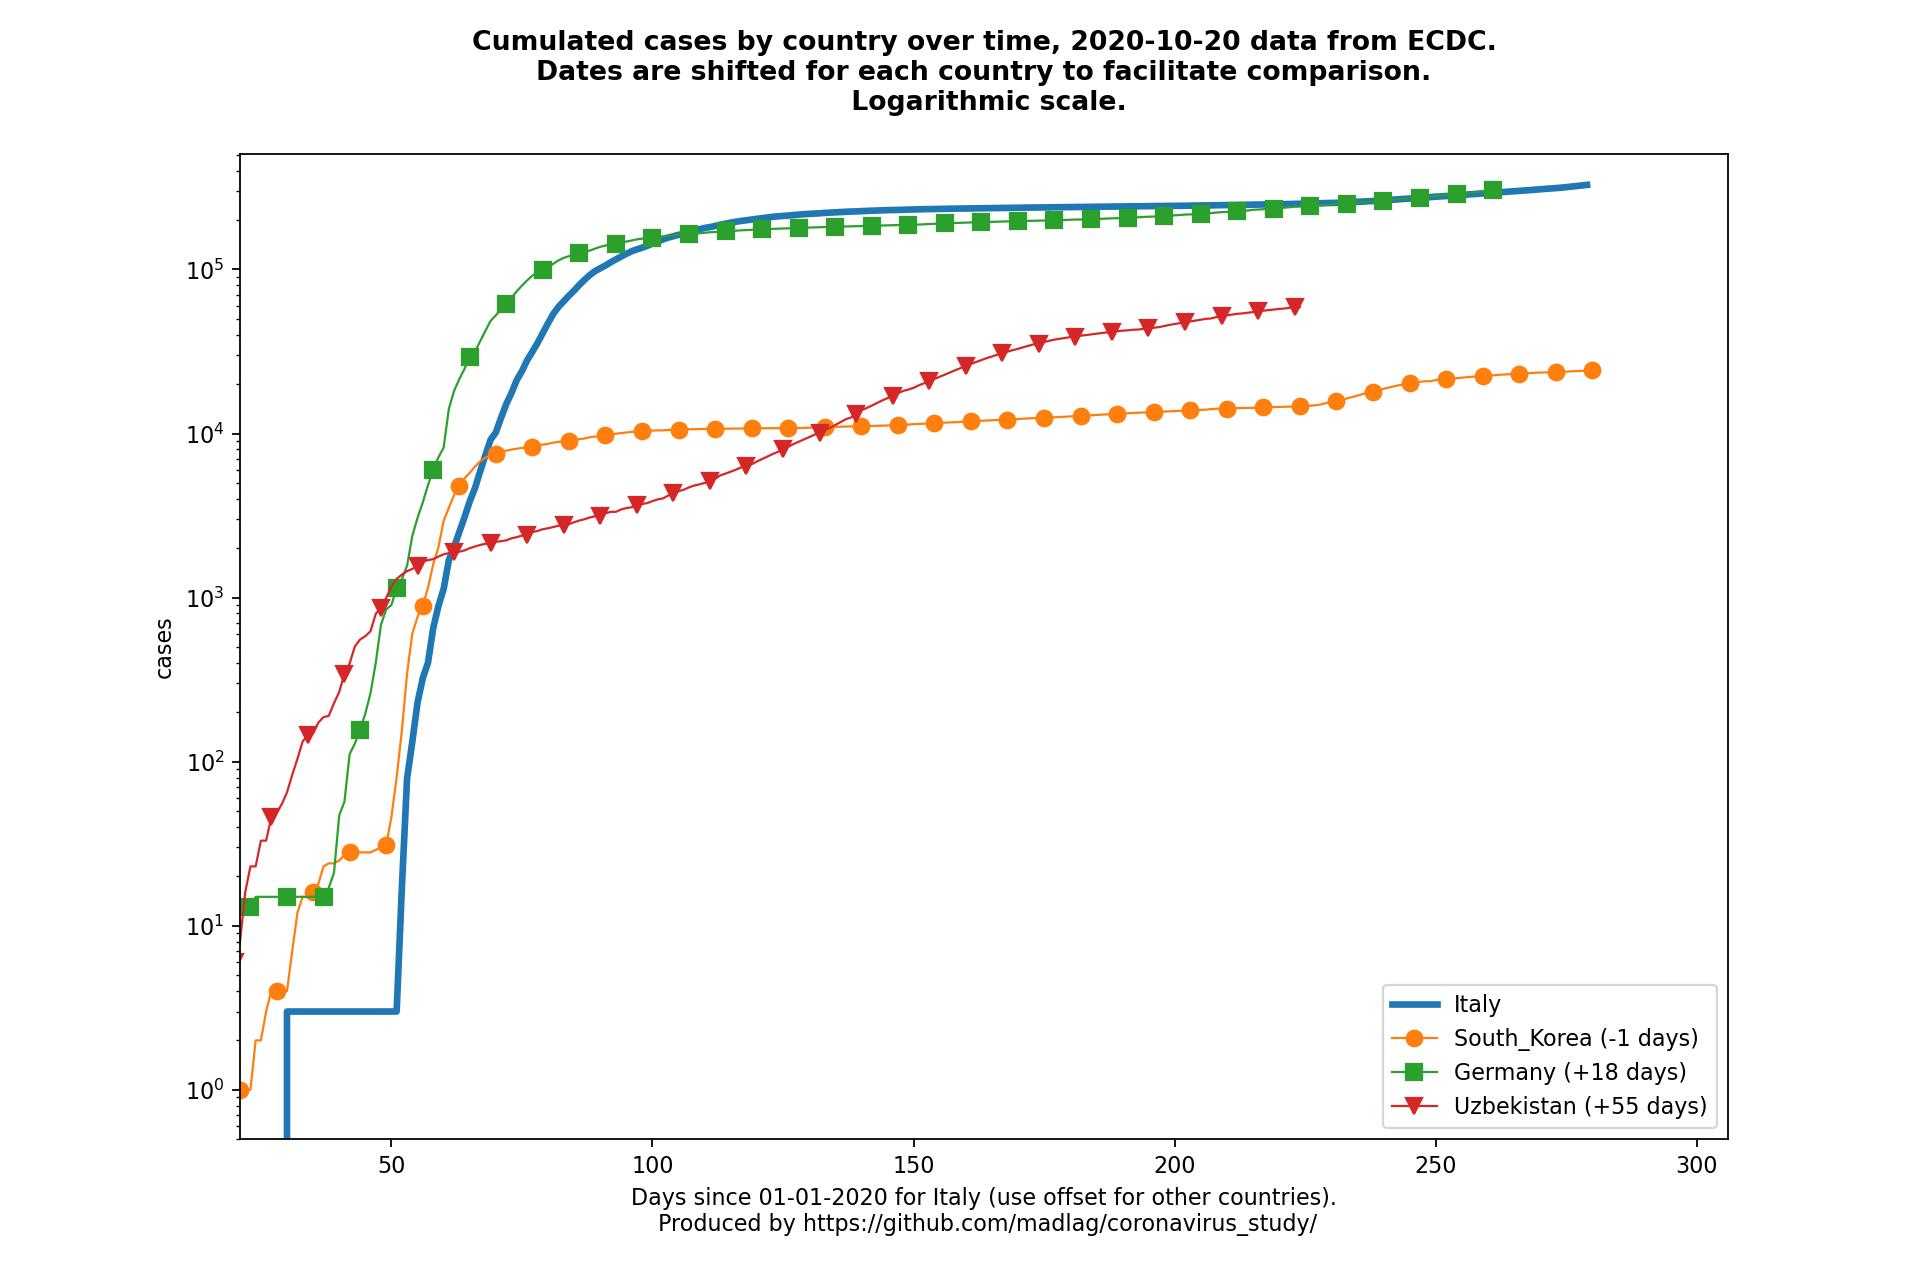 Cumulated cases by country over time, 2020-10-20 data from ECDC.
Dates are shifted for each country to facilitate comparison.
Logarithmic scale.
cases
10⁵
10⁴
10³
10²
10¹
10⁰
50 100 150 200 250 300
Italy
South_Korea (-1 days)
Germany (+18 days)
Uzbekistan (+55 days)
Days since 01-01-2020 for Italy (use offset for other countries).
Produced by https://github.com/madlag/coronavirus_study/